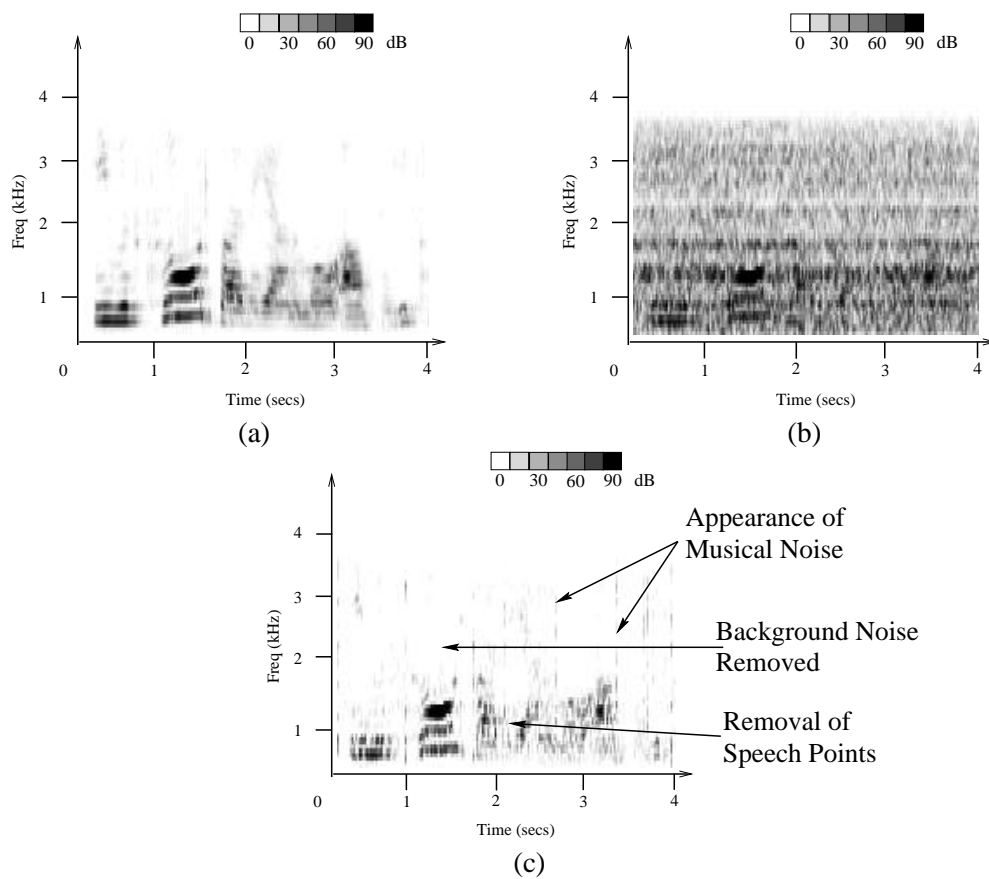 0 30 60 90 dB
4
3
2
1
Freq (kHz)
0 1 2 3 4
Time (secs)
(a)
0 30 60 90 dB
4
3
2
1
Freq (kHz)
0 1 2 3 4
Time (secs)
(b)
0 30 60 90 dB
4
3
2
1
Freq (kHz)
0 1 2 3 4
Time (secs)
(c)
Appearance of
Musical Noise
Background Noise
Removed
Removal of
Speech Points